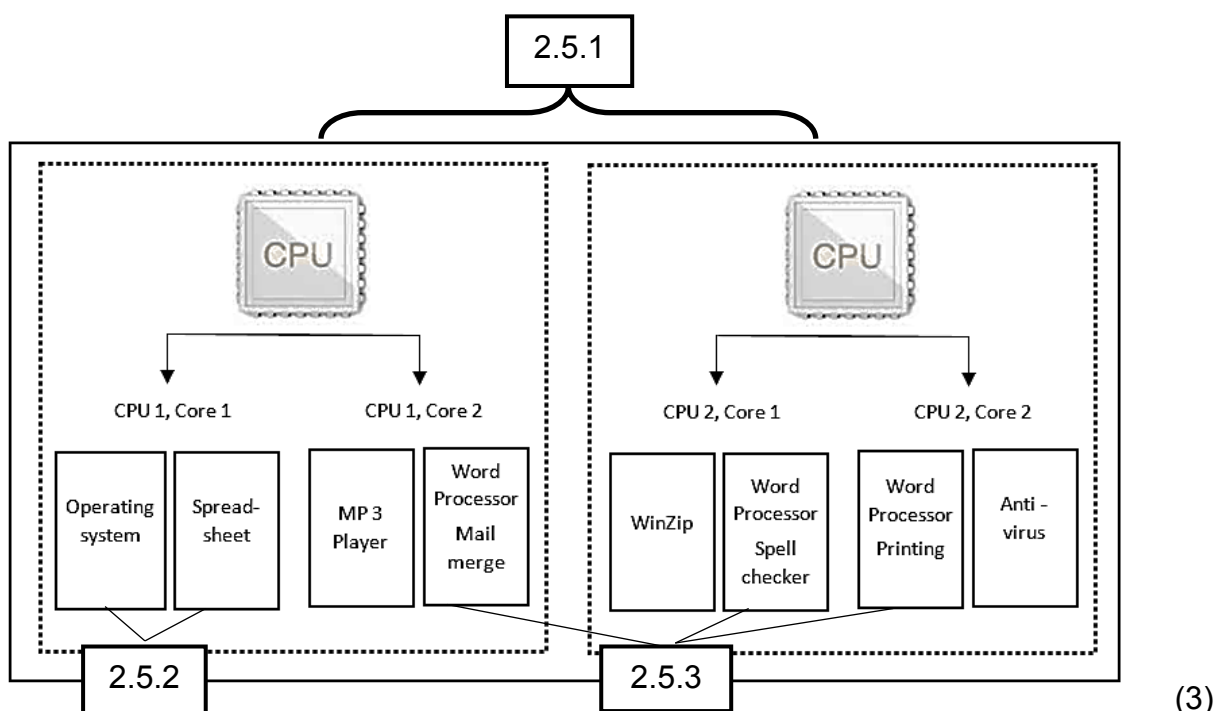 2.5.1
CPU
CPU
CPU 1, Core 1
CPU 1, Core 2
CPU 2, Core 1
CPU 2, Core 2
Operating
system
Spread-
sheet
MP 3
Player
Word
Processor
Mail
merge
WinZip
Word
Processor
Spell
checker
Word
Processor
Printing
Anti -
virus
2.5.2
2.5.3
(3)